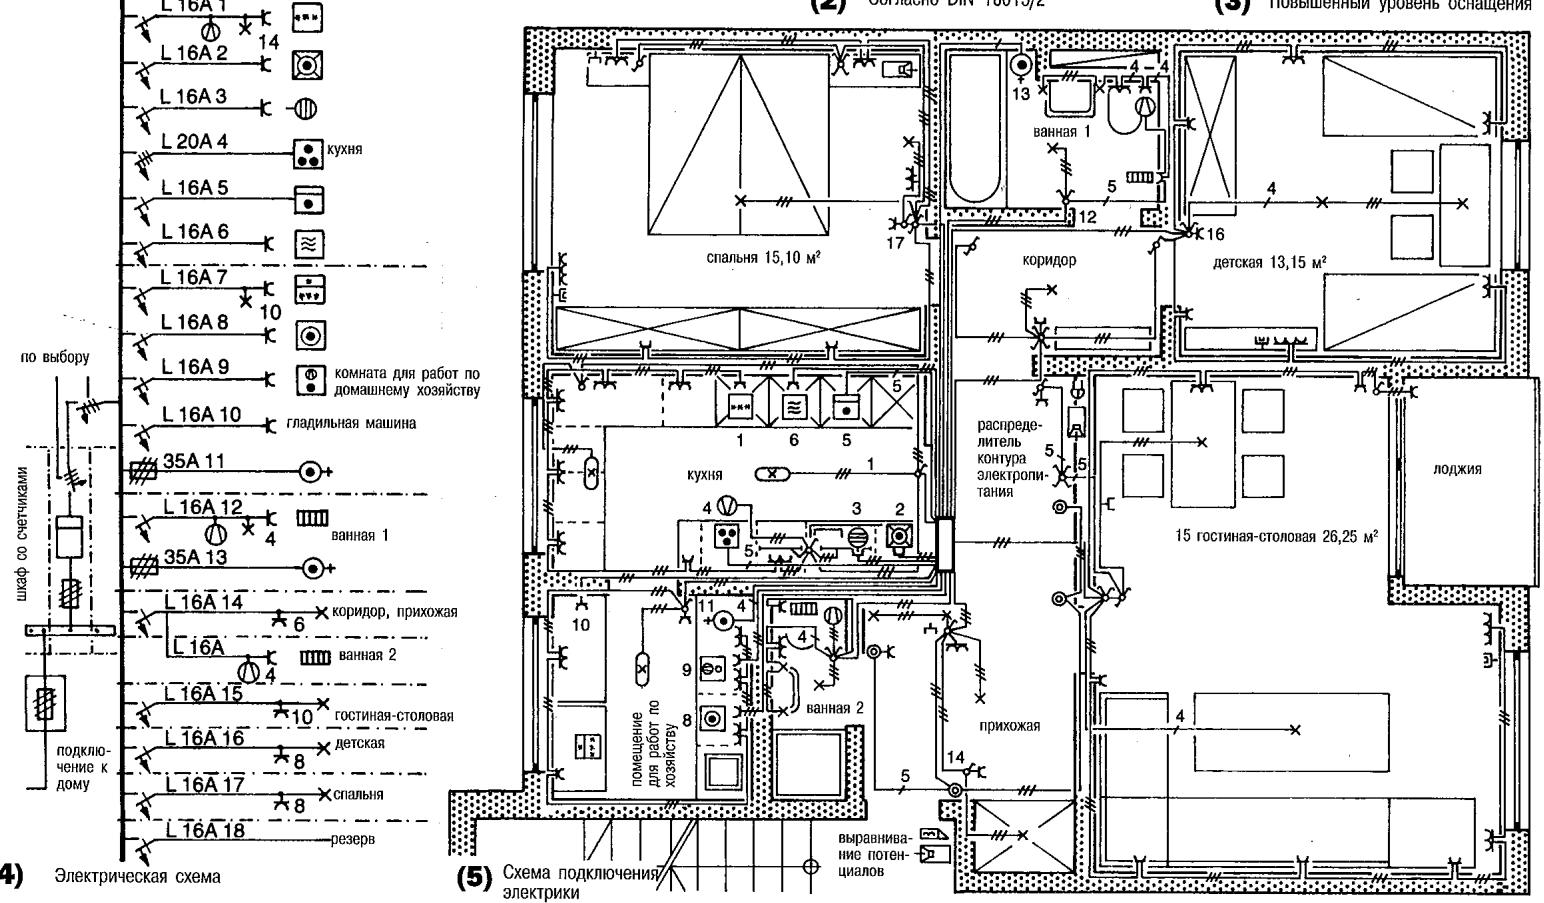 (2) Согласно DIN 18015/2
(3) Повышенный уровень оснащения
L 16A 1
14
L 16A 2
L 16A 3
L 20A 4
кухня
L 16A 5
L 16A 6
L 16A 7
10
L 16A 8
L 16A 9
комната для работ по
домашнему хозяйству
L 16A 10
гладильная машина
35A 11
L 16A 12
4
ванная 1
35A 13
L 16A 14
6
коридор, прихожая
L 16A
4
ванная 2
L 16A 15
10
гостиная-столовая
L 16A 16
8
детская
L 16A 17
8
спальня
L 16A 18
резерв
по выбору
шкаф со счетчиками
подклю-
чение к
дому
4) Электрическая схема
спальня 15,10 м²
17
13
4 - 4
ванная 1
5
12
коридор
4
16
детская 13,15 м²
5
1
6
5
кухня
1
4
3
2
5
распреде-
литель
контура
электропи-
тания
5
5
лоджия
15 гостиная-столовая 26,25 м²
10
11
4
9
8
помещение
для работ по
хозяйству
4
ванная 2
прихожая
14
5
4
выравнива-
ние потен-
циалов
(5) Схема подключения
электрики